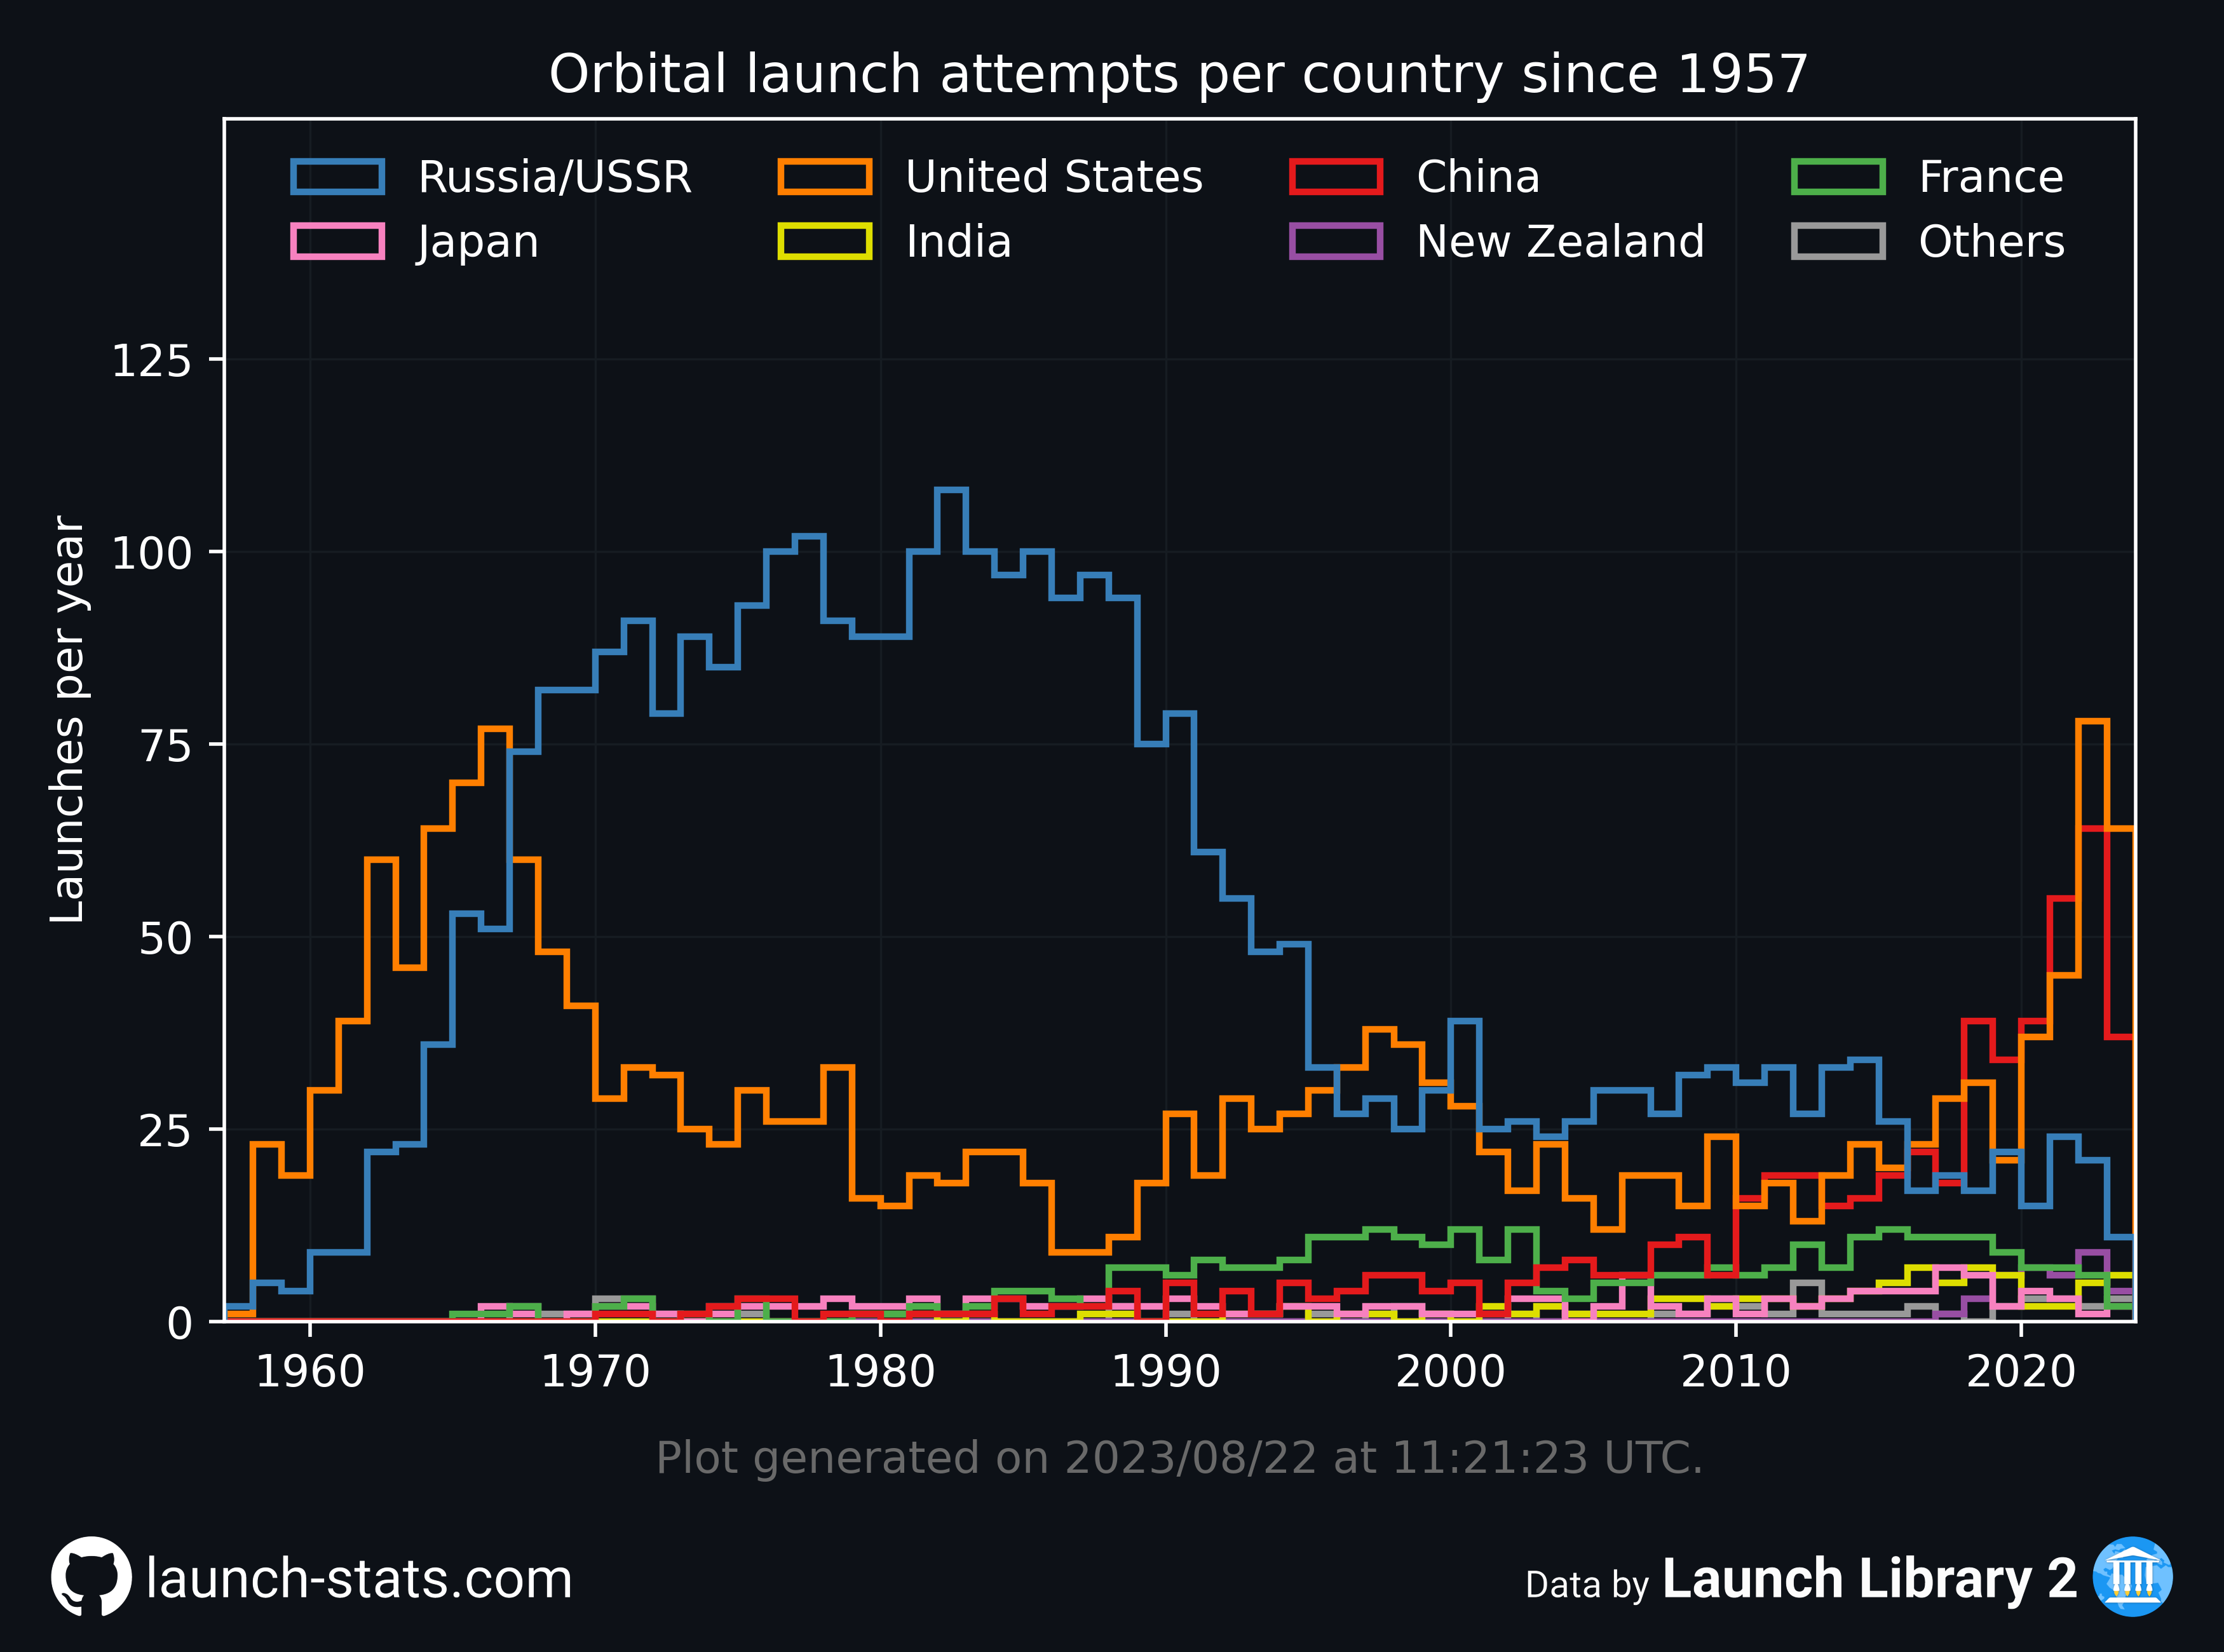 Orbital launch attempts per country since 1957
Russia/USSR United States China France
Japan India New Zealand Others
Launches per year
125
100
75
50
25
0
1960 1970 1980 1990 2000 2010 2020
Plot generated on 2023/08/22 at 11:21:23 UTC.
launch-stats.com
Data by Launch Library 2